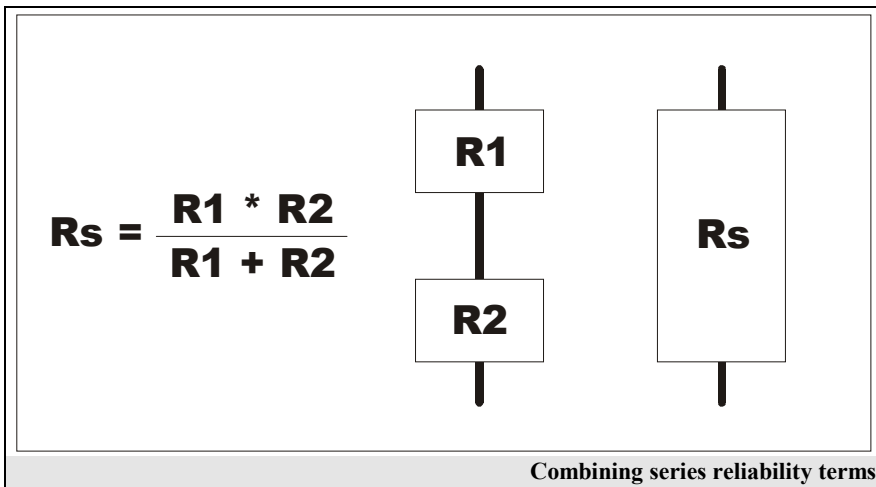 Rs = R1 * R2
R1 + R2
R1
R2
Rs
Combining series reliability terms